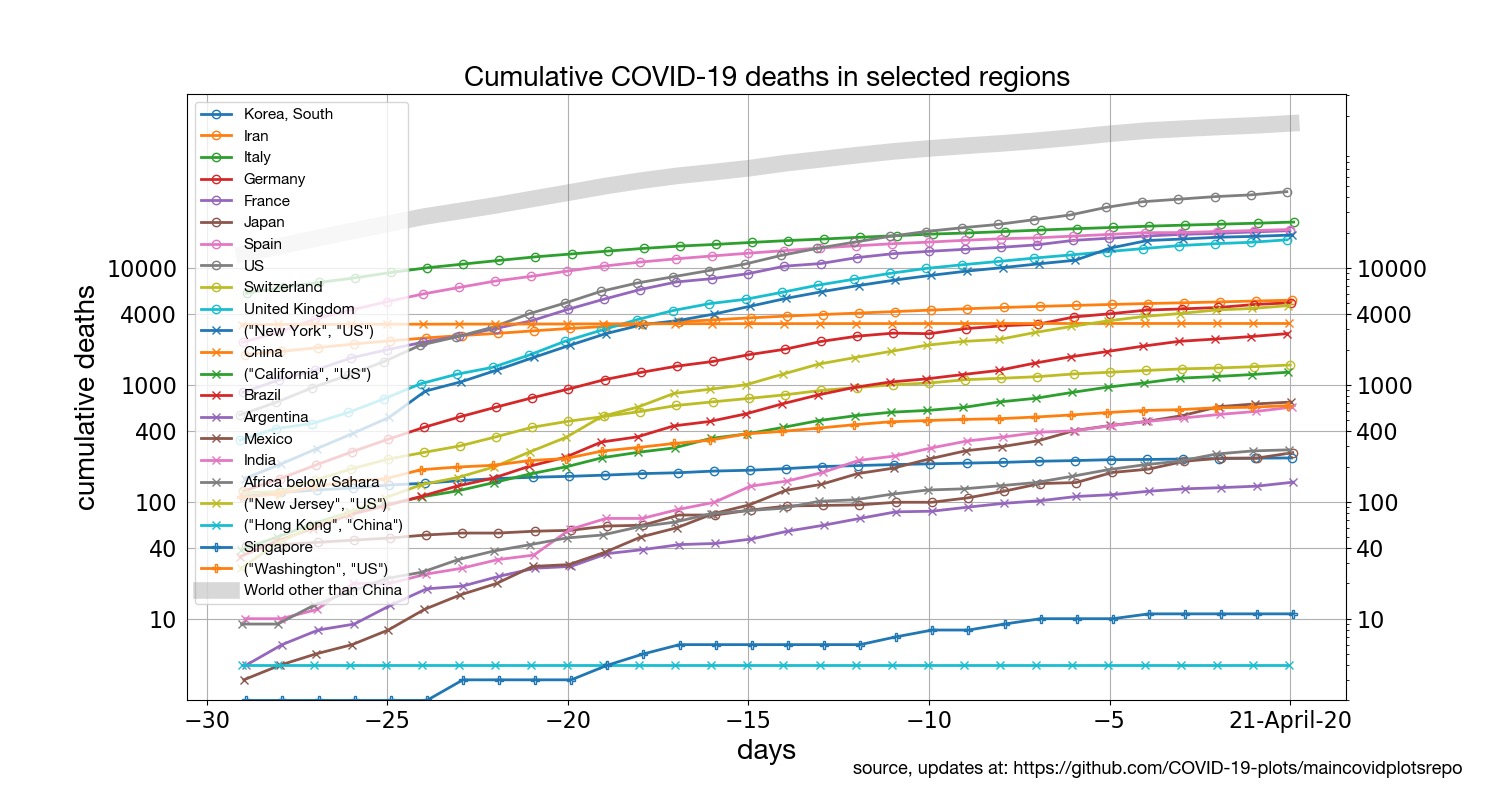 Cumulative COVID-19 deaths in selected regions
cumulative deaths
10000
4000
1000
400
100
40
10
Korea, South
Iran
Italy
Germany
France
Japan
Spain
US
Switzerland
United Kingdom
("New York", "US")
China
("California", "US")
Brazil
Argentina
Mexico
India
Africa below Sahara
("New Jersey", "US")
("Hong Kong", "China")
Singapore
("Washington", "US")
World other than China
10000
4000
1000
400
100
40
10
−30 −25 −20 −15 −10 −5 21-April-20
days
source, updates at: https://github.com/COVID-19-plots/maincovidplotsrepo